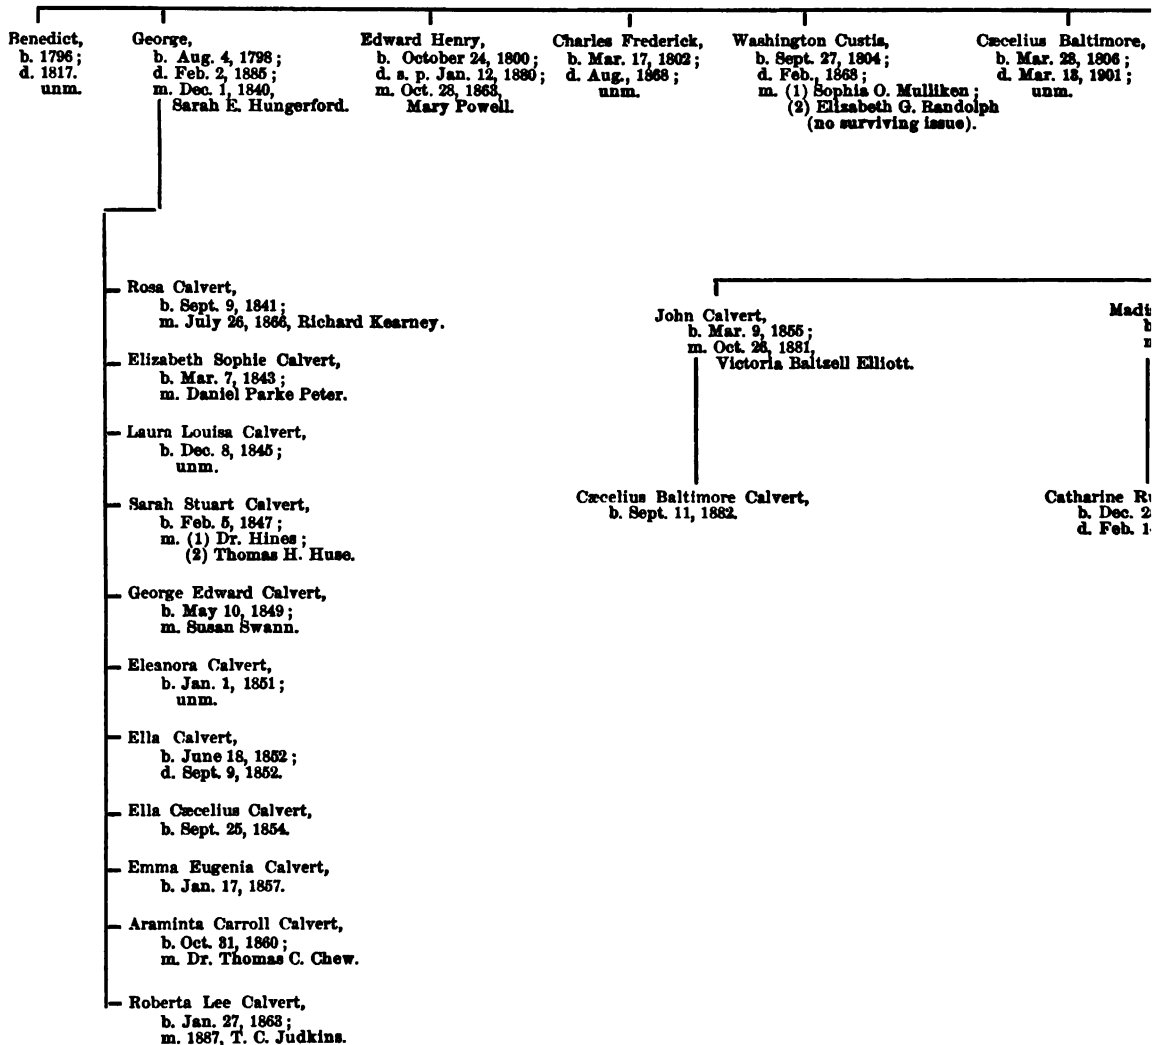 Benedict,
b. 1796;
d. 1817.
unm.
George,
b. Aug. 4, 1798;
d. Feb. 2, 1885;
m. Dec. 1, 1840,
Sarah E. Hungerford.
Edward Henry,
b. October 24, 1800;
d. s. p. Jan. 12, 1880;
m. Oct. 28, 1863,
Mary Powell.
Charles Frederick,
b. Mar. 17, 1802;
d. Aug., 1868;
unm.
Washington Custis,
b. Sept. 27, 1804;
d. Feb., 1868;
m. (1) Sophia O. Mulliken;
(2) Elizabeth G. Randolph
(no surviving issue).
Cæcelius Baltimore,
b. Mar. 28, 1806;
d. Mar. 13, 1901;
unm.
Rosa Calvert,
b. Sept. 9, 1841;
m. July 26, 1866, Richard Kearney.
Elizabeth Sophie Calvert,
b. Mar. 7, 1843;
m. Daniel Parke Peter.
Laura Louisa Calvert,
b. Dec. 8, 1845;
unm.
Sarah Stuart Calvert,
b. Feb. 5, 1847;
m. (1) Dr. Hines;
(2) Thomas H. Huse.
George Edward Calvert,
b. May 10, 1849;
m. Susan Swann.
Eleanora Calvert,
b. Jan. 1, 1851;
unm.
Ella Calvert,
b. June 18, 1852;
d. Sept. 9, 1852.
Ella Cæcelius Calvert,
b. Sept. 25, 1854.
Emma Eugenia Calvert,
b. Jan. 17, 1857.
Araminta Carroll Calvert,
b. Oct. 31, 1860;
m. Dr. Thomas C. Chew.
Roberta Lee Calvert,
b. Jan. 27, 1863;
m. 1887, T. C. Judkins.
John Calvert,
b. Mar. 9, 1855;
m. Oct. 26, 1881,
Victoria Baltzell Elliott.
Cæcelius Baltimore Calvert,
b. Sept. 11, 1882.
Madis
b
m
Catharine Ru
b. Dec. 2
d. Feb. 1